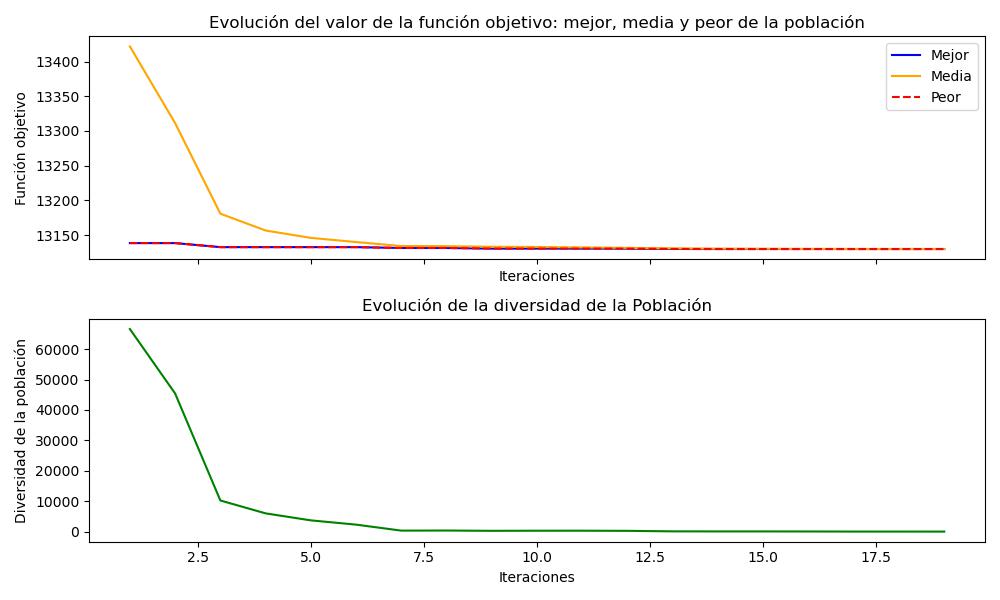 Evolución del valor de la función objetivo: mejor, media y peor de la población
Función objetivo
13400
13350
13300
13250
13200
13150
Mejor
Media
Peor
Iteraciones
Evolución de la diversidad de la Población
Diversidad de la población
60000
50000
40000
30000
20000
10000
0
2.5 5.0 7.5 10.0 12.5 15.0 17.5
Iteraciones